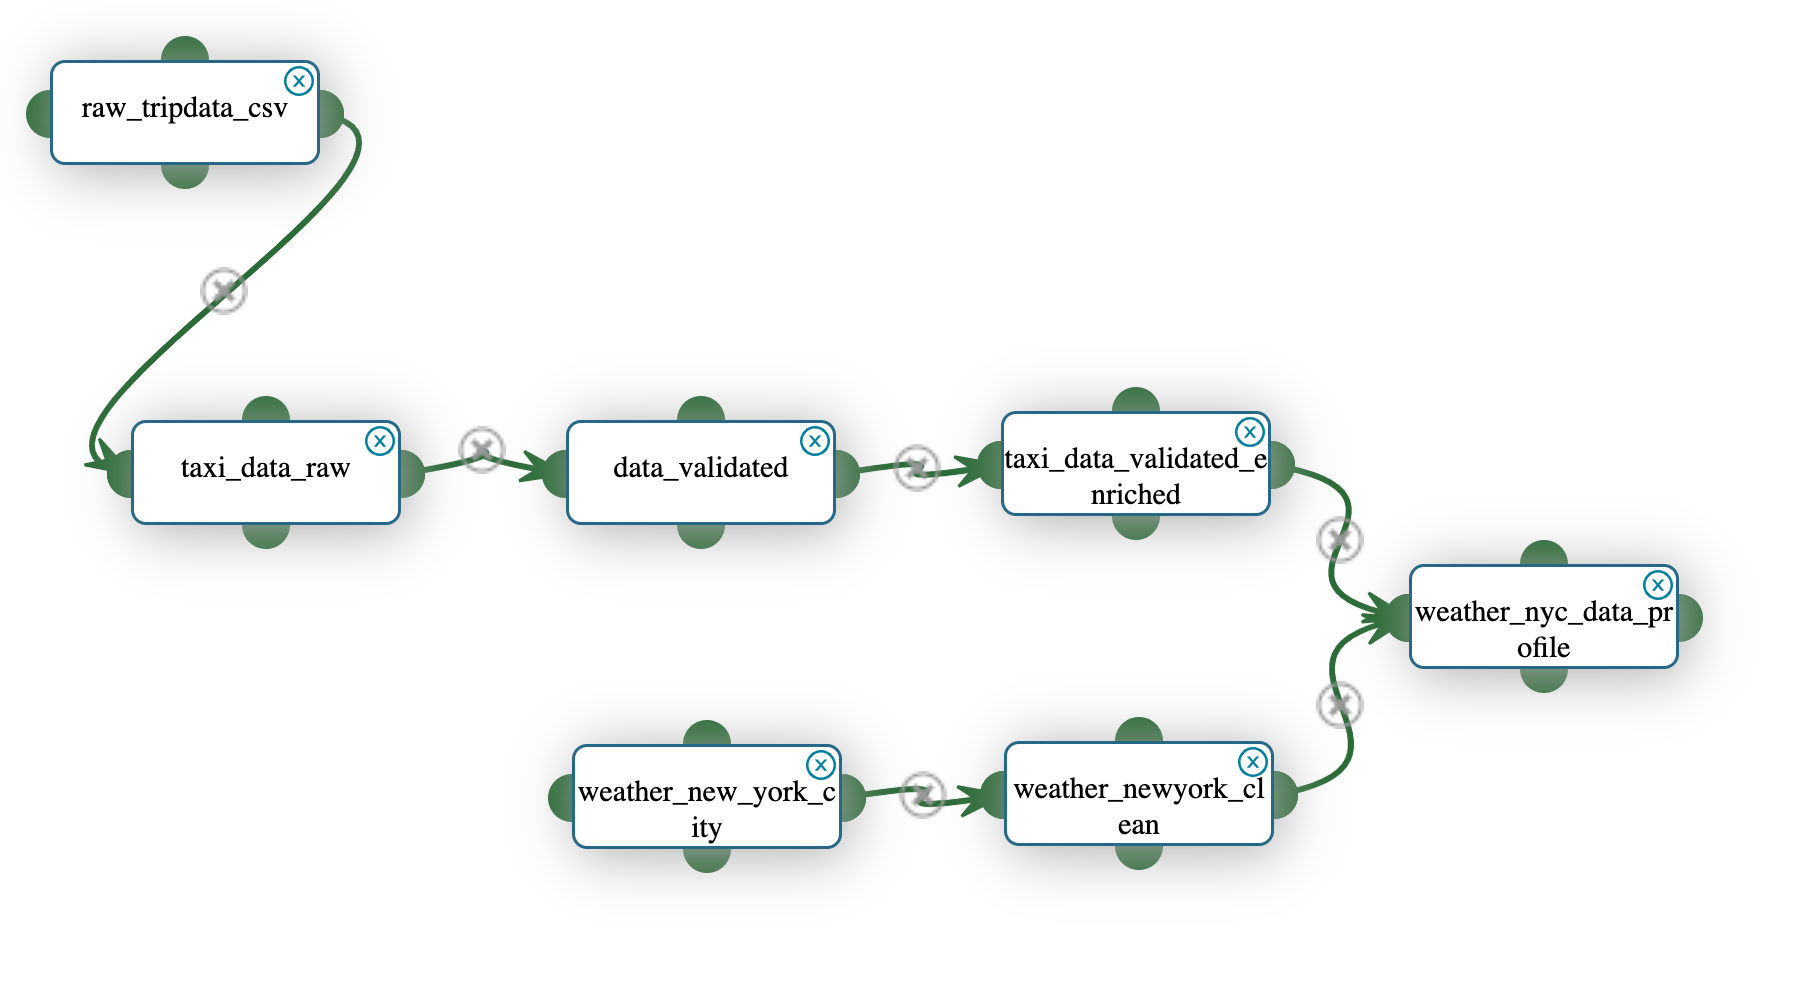 raw_tripdata_csv
taxi_data_raw
data_validated
taxi_data_validated_e
nriched
weather_nyc_data_pr
ofile
weather_new_york_c
ity
weather_newyork_cl
ean